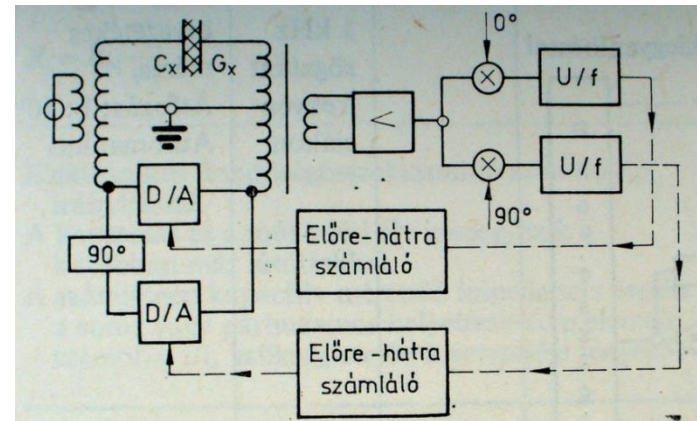 0°
Cx Gx
U/f
<
D/A
U/f
90°
Előre-hátra
számláló
90°
D/A
Előre-hátra
számláló